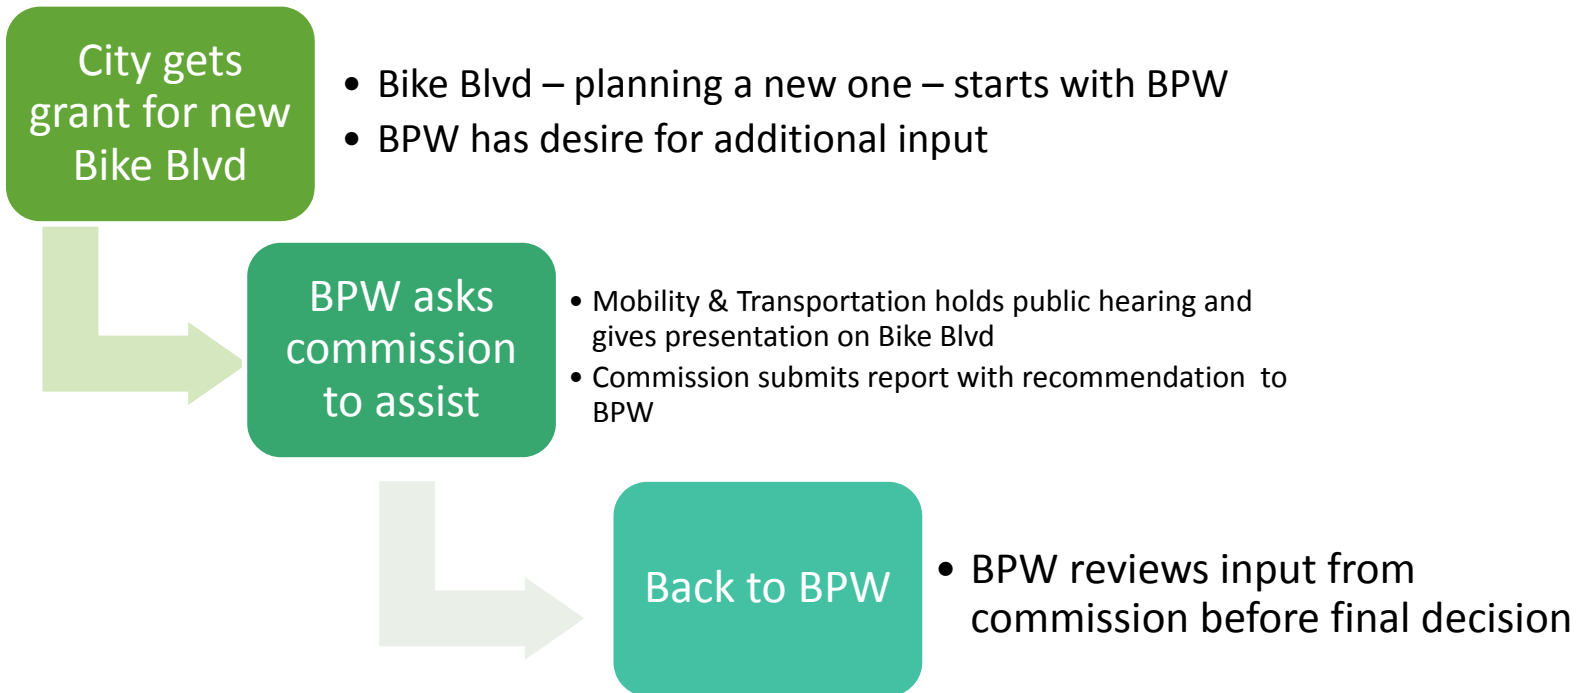 City gets
grant for new
Bike Blvd
• Bike Blvd – planning a new one – starts with BPW
• BPW has desire for additional input
BPW asks
commission
to assist
• Mobility & Transportation holds public hearing and
gives presentation on Bike Blvd
• Commission submits report with recommendation  to
BPW
Back to BPW
• BPW reviews input from
commission before final decision